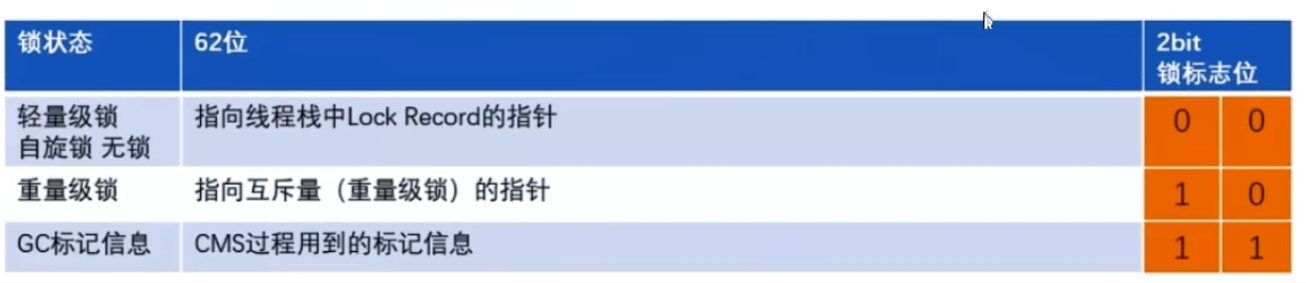 锁状态 62位 2bit
锁标志位
轻量级锁 指向线程栈中Lock Record的指针 0 0
自旋锁 无锁
重量级锁 指向互斥量（重量级锁）的指针 1 0
GC标记信息 CMS过程用到的标记信息 1 1